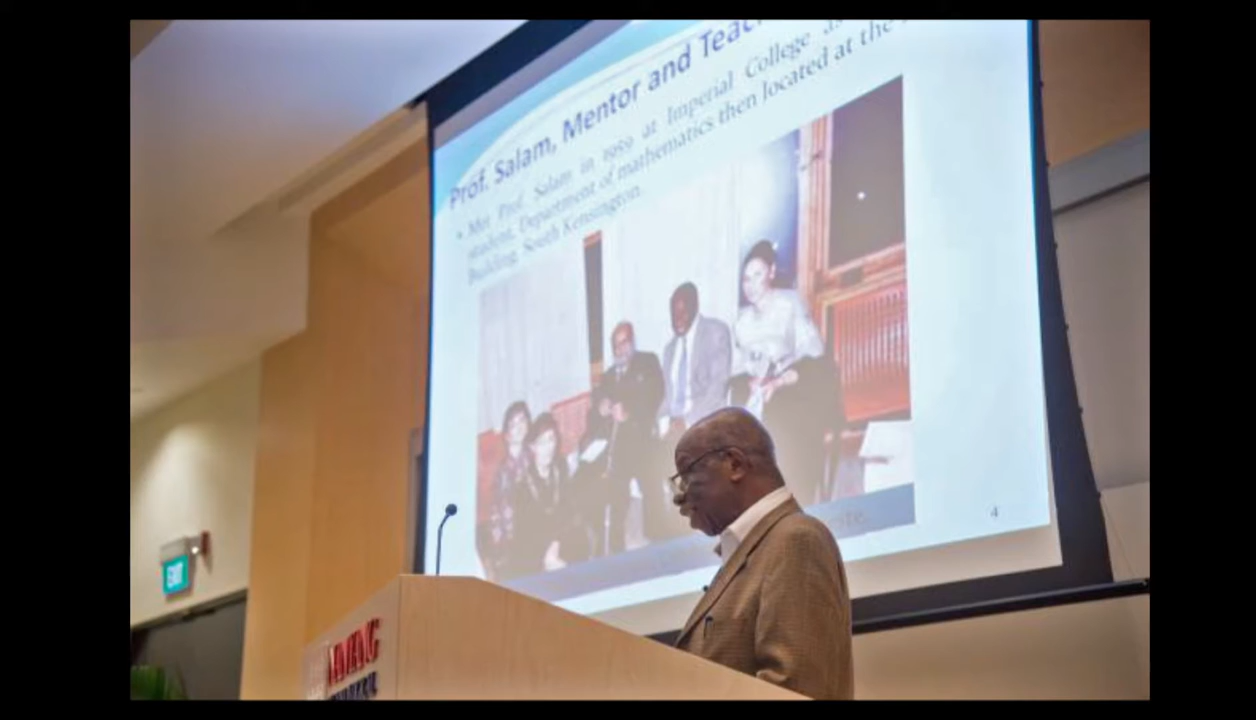 Prof. Salam, Mentor and Teac
• Met Prof. Salam in 1959 at Imperial College as
student, Department of mathematics then located at the
Building, South Kensington.
4
EXIT
NANYANG